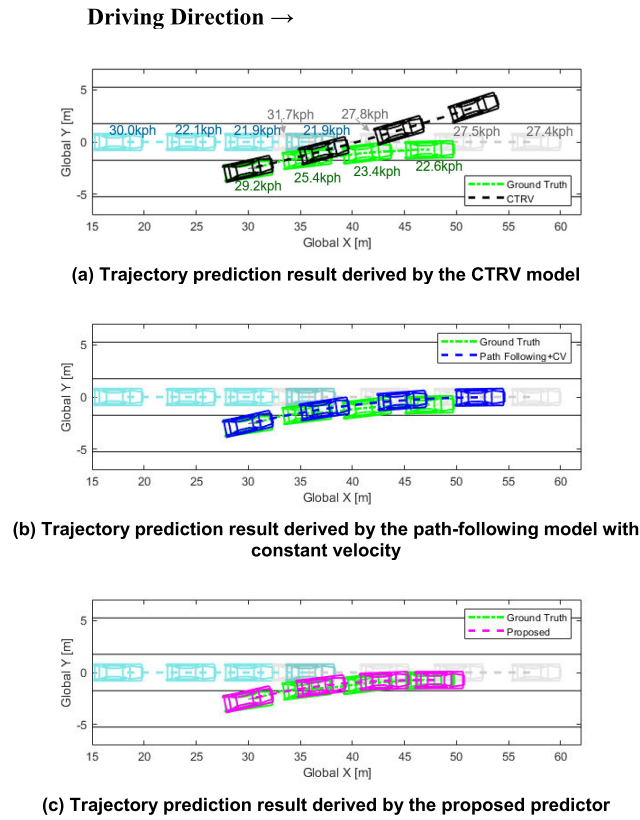 Driving Direction →
Global Y [m]
5
0
-5
31.7kph
27.8kph
30.0kph
22.1kph
21.9kph
21.9kph
27.5kph
27.4kph
29.2kph
25.4kph
23.4kph
22.6kph
Ground Truth
CTRV
15 20 25 30 35 40 45 50 55 60
Global X [m]
(a) Trajectory prediction result derived by the CTRV model
Global Y [m]
5
0
-5
Ground Truth
Path Following+CV
15 20 25 30 35 40 45 50 55 60
Global X [m]
(b) Trajectory prediction result derived by the path-following model with
constant velocity
Global Y [m]
5
0
-5
Ground Truth
Proposed
15 20 25 30 35 40 45 50 55 60
Global X [m]
(c) Trajectory prediction result derived by the proposed predictor